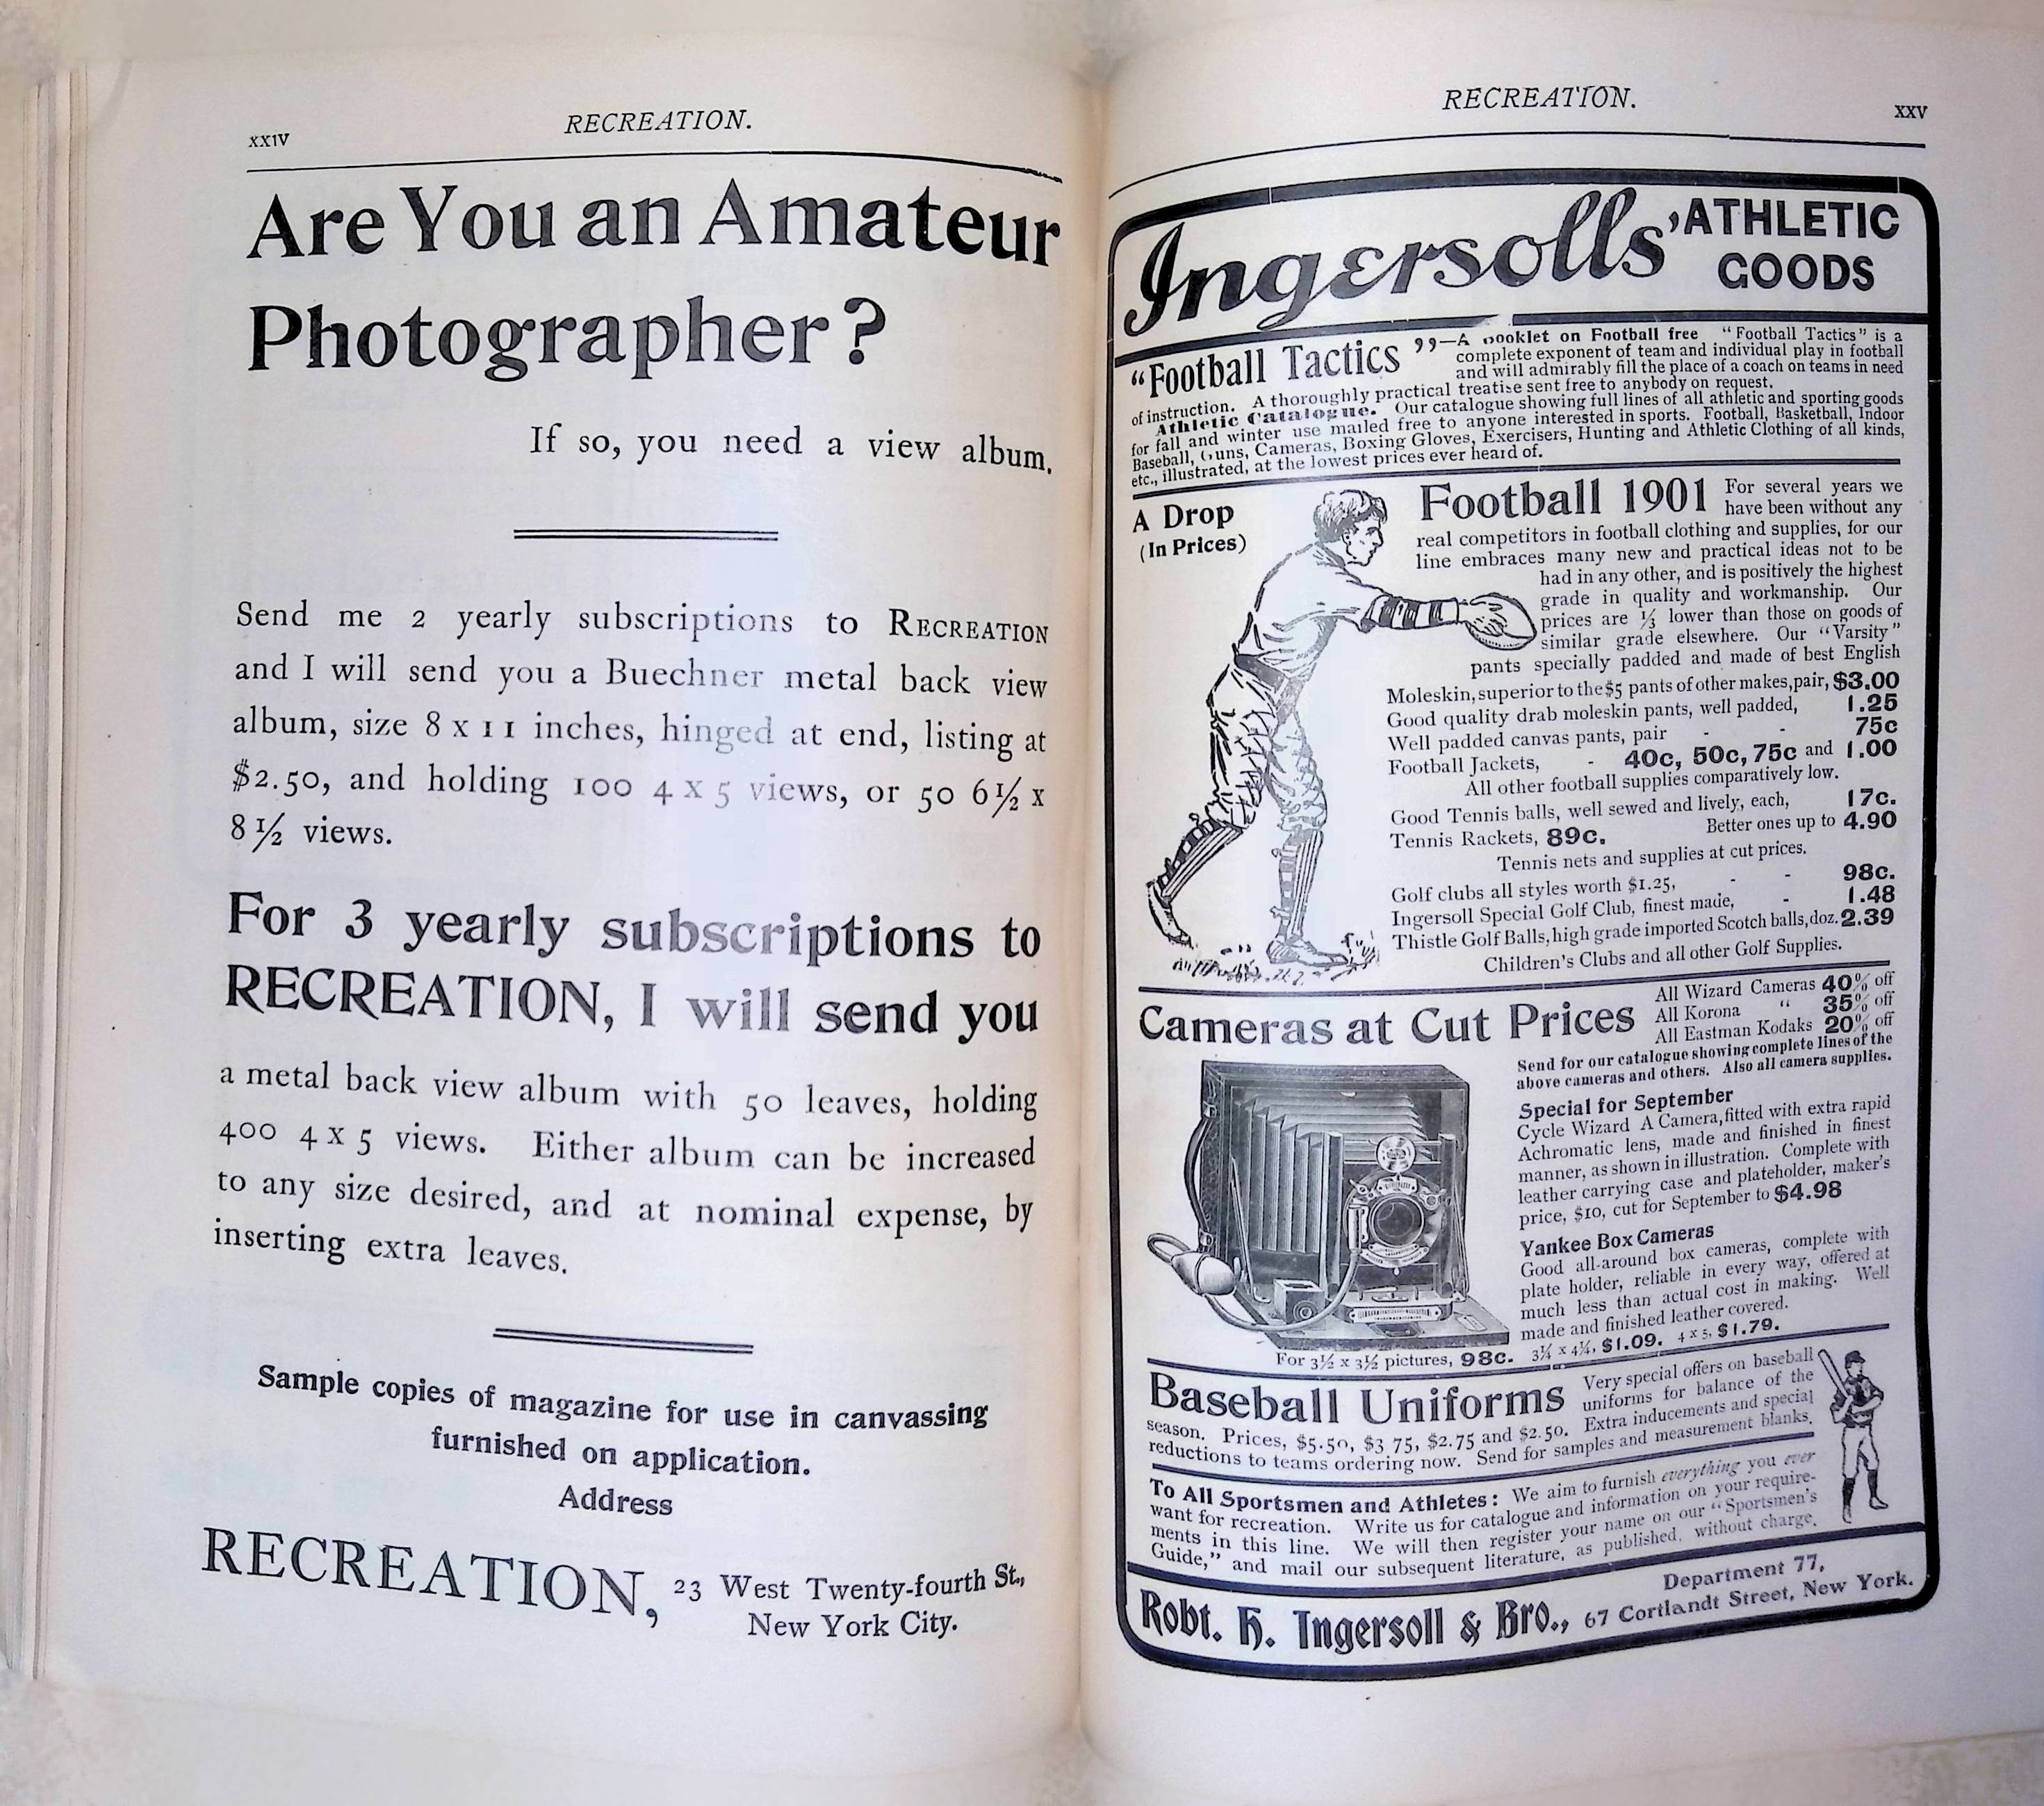 xxiv
RECREATION.
Are You an Amateur
Photographer?
If so, you need a view album.
Send me 2 yearly subscriptions to RECREATION
and I will send you a Buechner metal back view
album, size 8 x 11 inches, hinged at end, listing at
$2.50, and holding 100 4 x 5 views, or 50 6½ x
8½ views.
For 3 yearly subscriptions to
RECREATION, I will send you
a metal back view album with 50 leaves, holding
400 4 x 5 views. Either album can be increased
to any size desired, and at nominal expense, by
inserting extra leaves.
Sample copies of magazine for use in canvassing
furnished on application.
Address
RECREATION, 23 West Twenty-fourth St.,
New York City.
RECREATION.
xxv
Ingersolls' ATHLETIC
GOODS
"Football Tactics"—A booklet on Football free "Football Tactics" is a
complete exponent of team and individual play in football
and will admirably fill the place of a coach on teams in need
of instruction. A thoroughly practical treatise sent free to anybody on request.
Athletic Catalogue. Our catalogue showing full lines of all athletic and sporting goods
for fall and winter use mailed free to anyone interested in sports. Football, Basketball, Indoor
Baseball, Guns, Cameras, Boxing Gloves, Exercisers, Hunting and Athletic Clothing of all kinds,
etc., illustrated, at the lowest prices ever heard of.
A Drop
(In Prices)
Football 1901 For several years we
have been without any
real competitors in football clothing and supplies, for our
line embraces many new and practical ideas not to be
had in any other, and is positively the highest
grade in quality and workmanship. Our
prices are ⅓ lower than those on goods of
similar grade elsewhere. Our "Varsity"
pants specially padded and made of best English
Moleskin, superior to the $5 pants of other makes, pair, $3.00
Good quality drab moleskin pants, well padded, 1.25
Well padded canvas pants, pair - - 75c
Football Jackets, - 40c, 50c, 75c and 1.00
All other football supplies comparatively low.
Good Tennis balls, well sewed and lively, each, 17c.
Tennis Rackets, 89c. Better ones up to 4.90
Tennis nets and supplies at cut prices.
Golf clubs all styles worth $1.25, - - 98c.
Ingersoll Special Golf Club, finest made, - 1.48
Thistle Golf Balls, high grade imported Scotch balls, doz. 2.39
Children's Clubs and all other Golf Supplies.
Cameras at Cut Prices
All Wizard Cameras 40% off
All Korona " 35% off
All Eastman Kodaks 20% off
Send for our catalogue showing complete lines of the
above cameras and others. Also all camera supplies.
Special for September
Cycle Wizard A Camera, fitted with extra rapid
Achromatic lens, made and finished in finest
manner, as shown in illustration. Complete with
leather carrying case and plateholder, maker's
price, $10, cut for September to $4.98
Yankee Box Cameras
Good all-around box cameras, complete with
plate holder, reliable in every way, offered at
much less than actual cost in making. Well
made and finished leather covered.
For 3½ x 3½ pictures, 98c. 3¼ x 4¼, $1.09. 4 x 5, $1.79.
Baseball Uniforms Very special offers on baseball
uniforms for balance of the
season. Prices, $5.50, $3 75, $2.75 and $2.50. Extra inducements and special
reductions to teams ordering now. Send for samples and measurement blanks.
To All Sportsmen and Athletes: We aim to furnish everything you ever
want for recreation. Write us for catalogue and information on your require-
ments in this line. We will then register your name on our "Sportsmen's
Guide," and mail our subsequent literature, as published, without charge.
Department 77,
Robt. H. Ingersoll & Bro., 67 Cortlandt Street, New York.